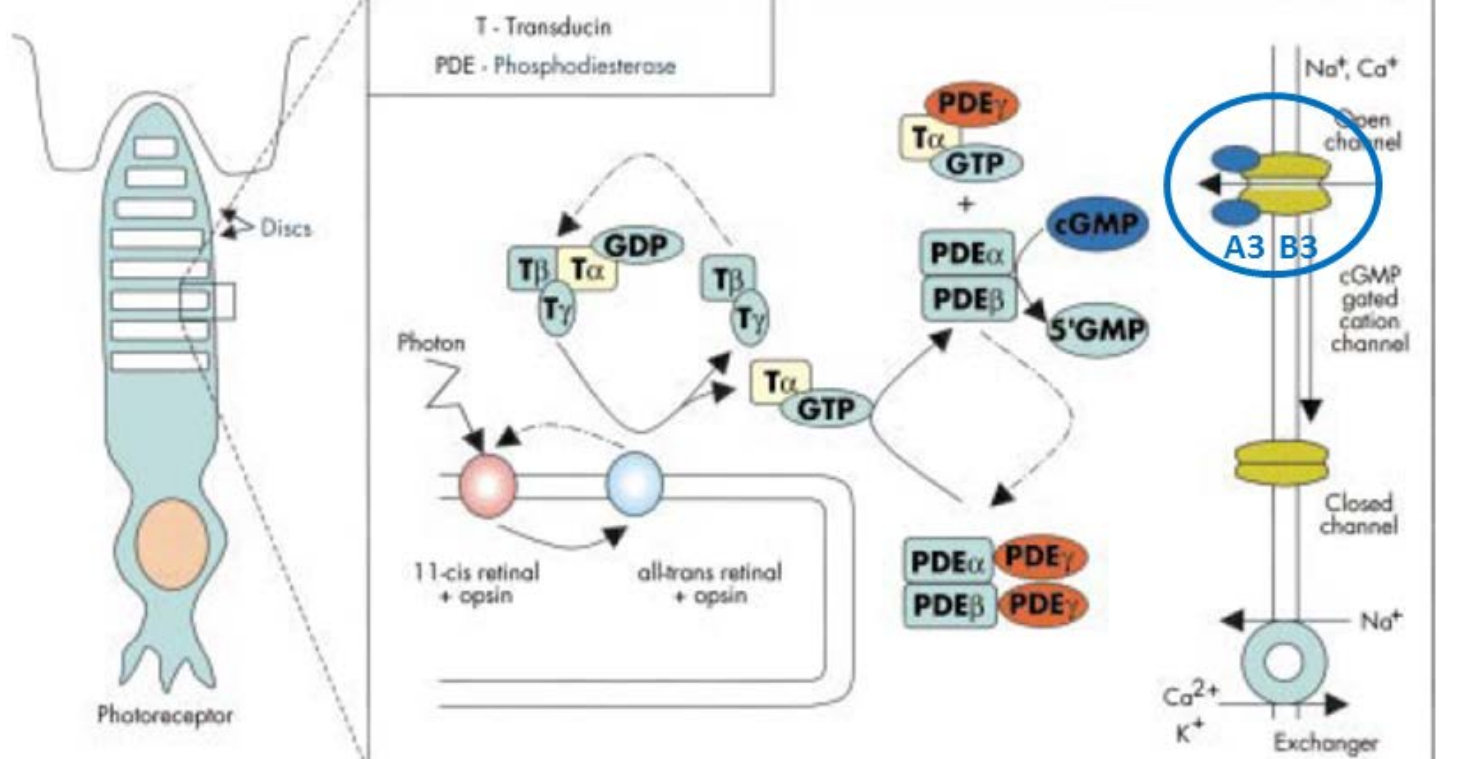 T - Transducin
PDE - Phosphodiesterase
Discs
Photoreceptor
Photon
Tβ Tα GDP
Tγ
Tβ
Tγ
Tα
GTP
11-cis retinal
+ opsin
all-trans retinal
+ opsin
PDEγ
Tα
GTP
+
PDEα
PDEβ
cGMP
5'GMP
PDEα PDEγ
PDEβ PDEγ
Na⁺, Ca⁺
Open
channel
A3 B3
cGMP
gated
cation
channel
Closed
channel
Na⁺
Ca²⁺
K⁺
Exchanger